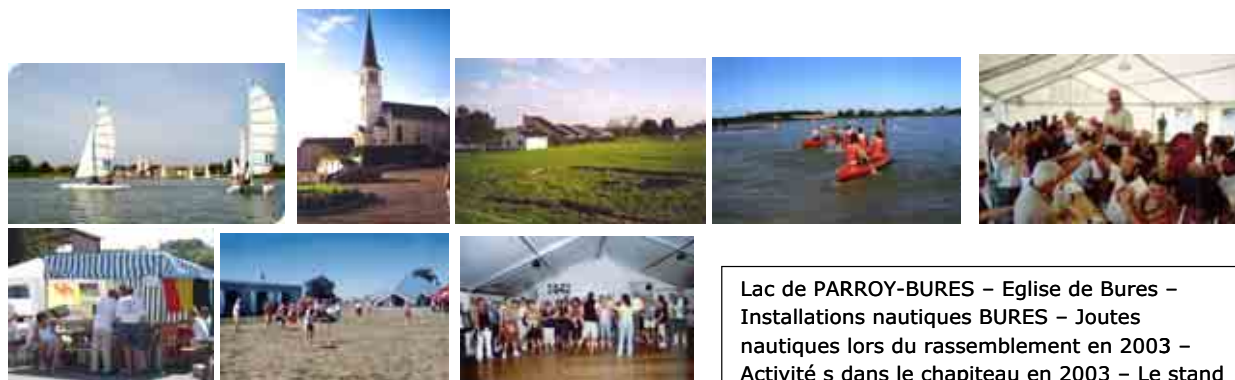 Lac de PARROY-BURES – Eglise de Bures –
Installations nautiques BURES – Joutes
nautiques lors du rassemblement en 2003 –
Activité s dans le chapiteau en 2003 – Le stand